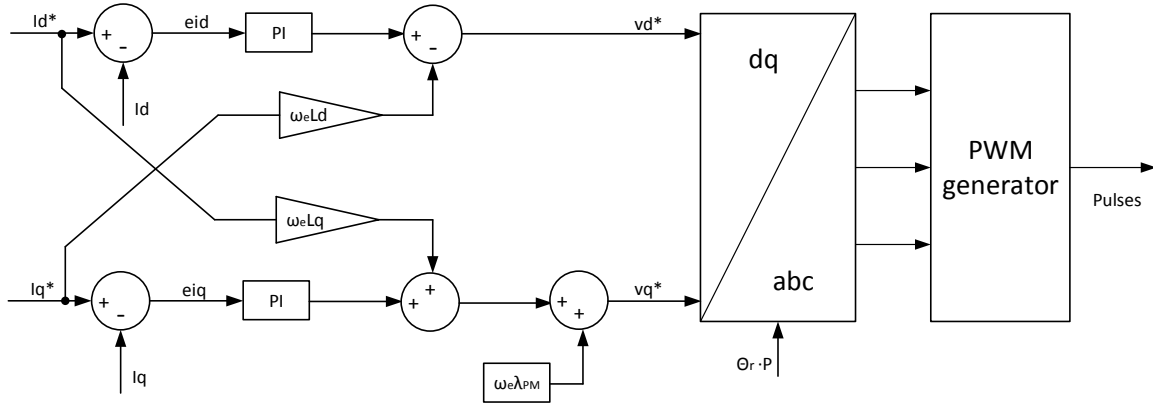 Id*
+
-
eid
PI
+
-
vd*
Id
ωeLd
dq
abc
PWM
generator
Pulses
ωeLq
Iq*
+
-
eiq
PI
+
+
+
+
vq*
Iq
ωeλPM
Θr·P